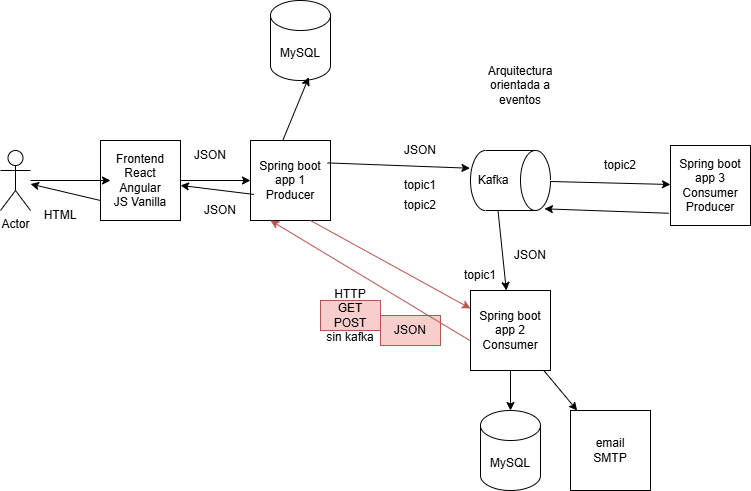 MySQL
Arquitectura
orientada a
eventos
Frontend
React
Angular
JS Vanilla
JSON
JSON
Spring boot
app 1
Producer
JSON
topic1
topic2
Kafka
topic2
Spring boot
app 3
Consumer
Producer
Actor
HTML
JSON
topic1
HTTP
GET
POST
sin kafka
JSON
Spring boot
app 2
Consumer
MySQL
email
SMTP